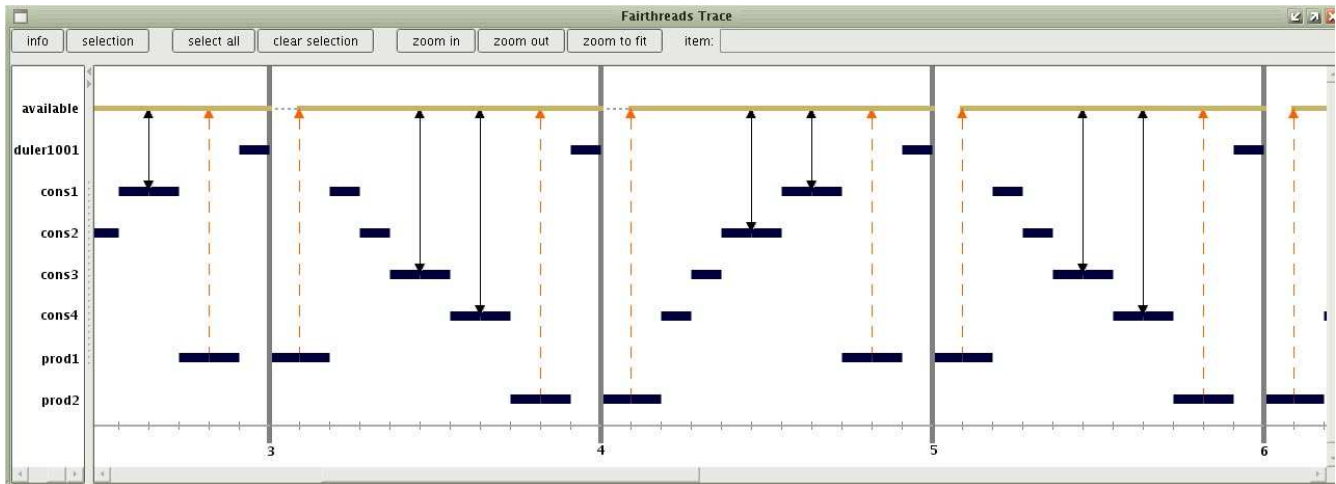 Fairthreads Trace
info selection select all clear selection zoom in zoom out zoom to fit item:
available
duler1001
cons1
cons2
cons3
cons4
prod1
prod2
3 4 5 6